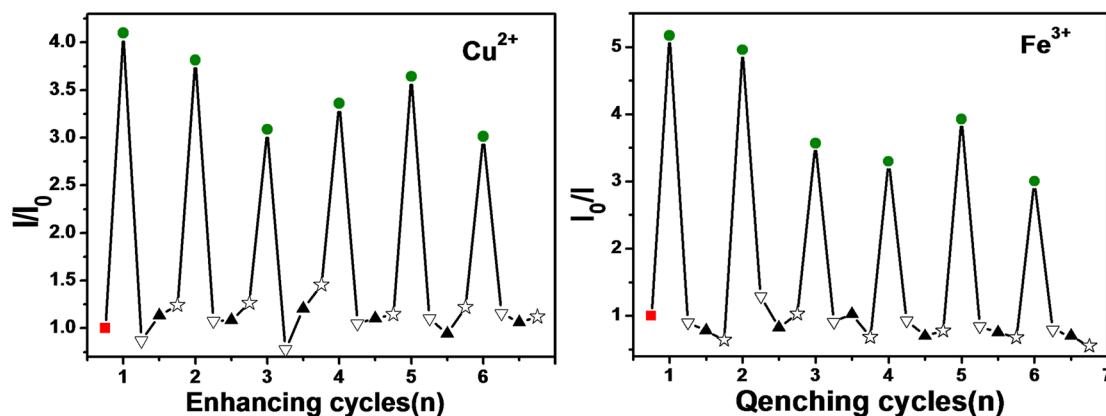 4.0
3.5
3.0
2.5
2.0
1.5
1.0
I/I0
Cu2+
1 2 3 4 5 6
Enhancing cycles(n)
5
4
3
2
1
I0/I
Fe3+
1 2 3 4 5 6 7
Qenching cycles(n)